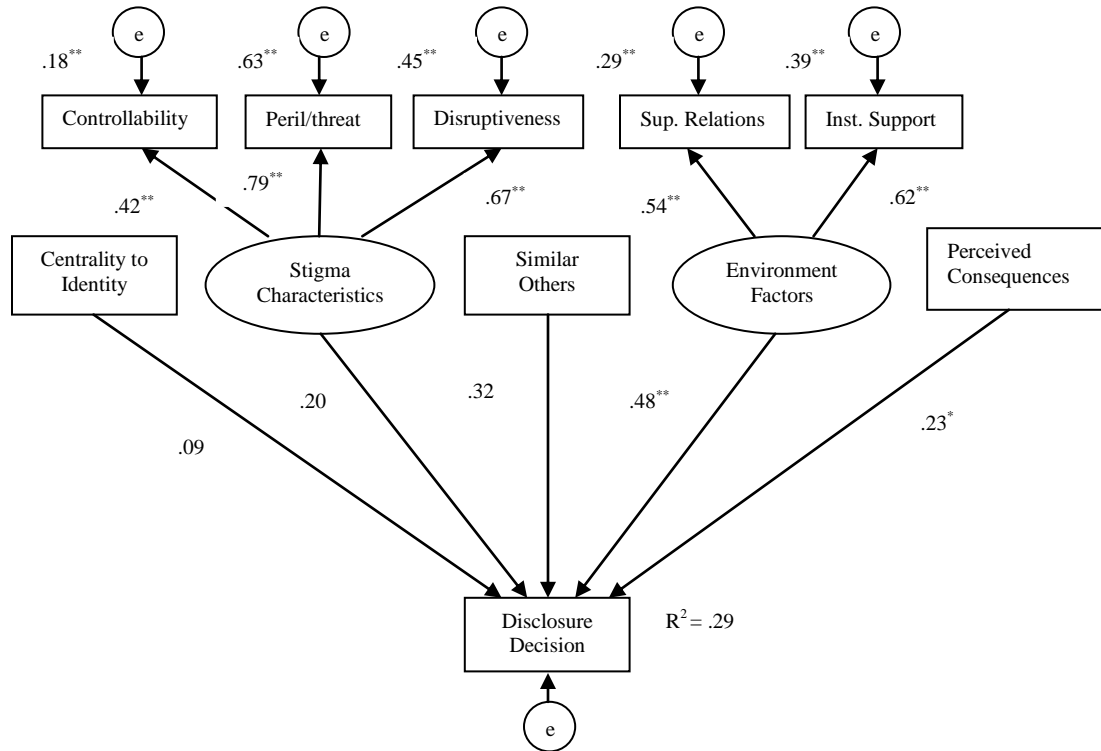 e e e e e
.18** .63** .45** .29** .39**
Controllability Peril/threat Disruptiveness Sup. Relations Inst. Support
.42** .79** .67** .54** .62**
Centrality to
Identity
Stigma
Characteristics
Similar
Others
Environment
Factors
Perceived
Consequences
.09 .20 .32 .48** .23*
Disclosure
Decision
R² = .29
e